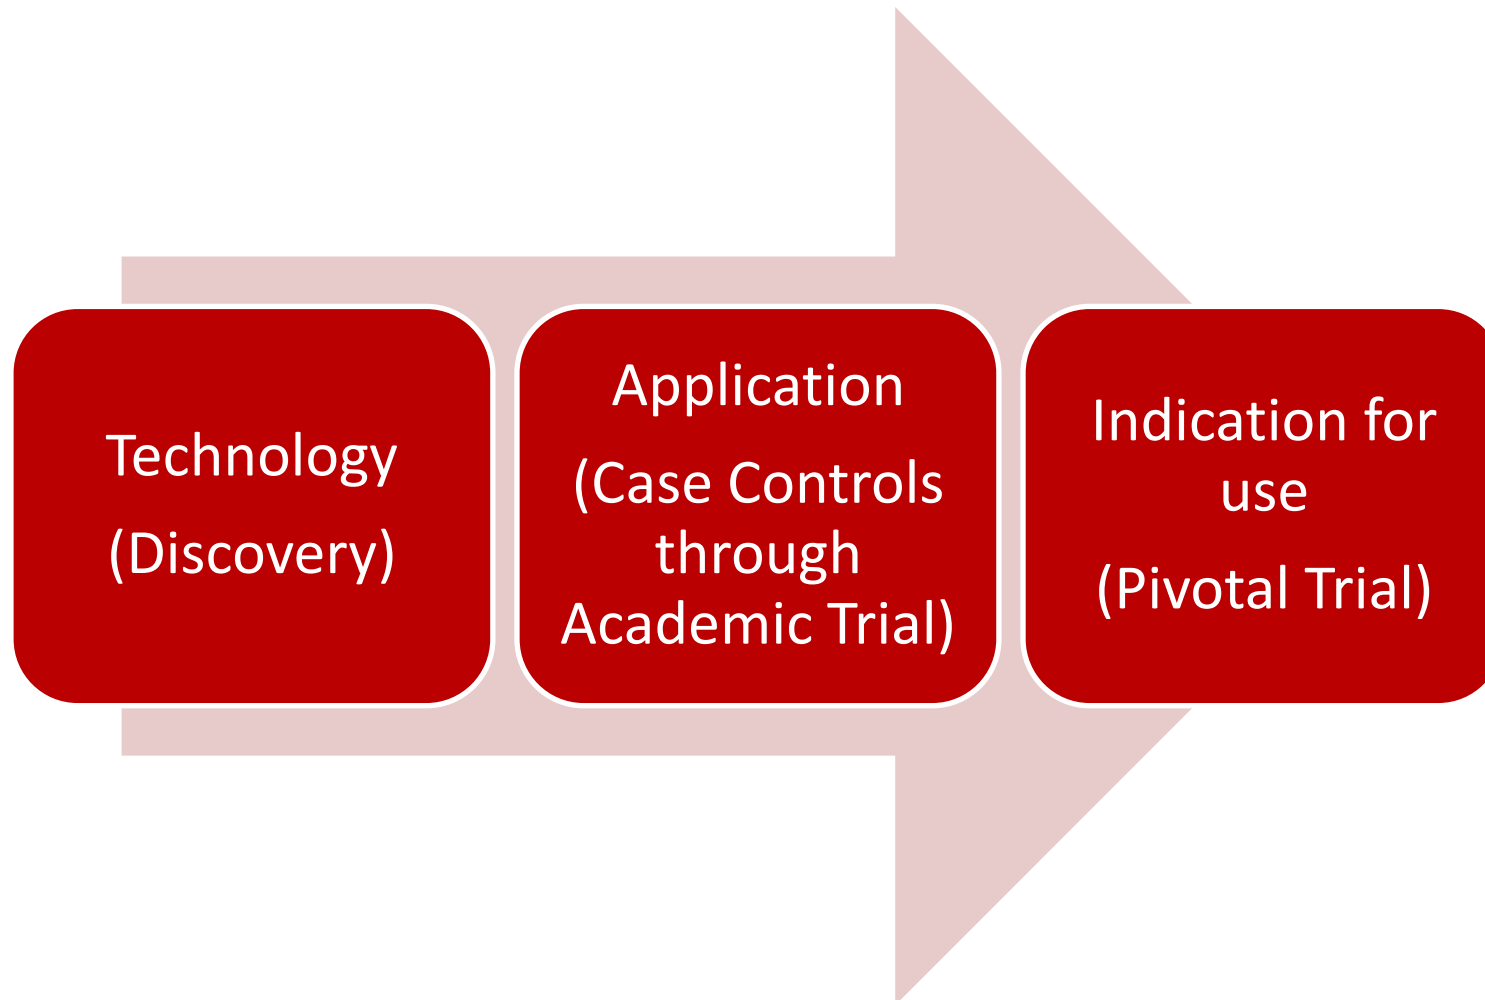 Technology
(Discovery)
Application
(Case Controls
through
Academic Trial)
Indication for
use
(Pivotal Trial)